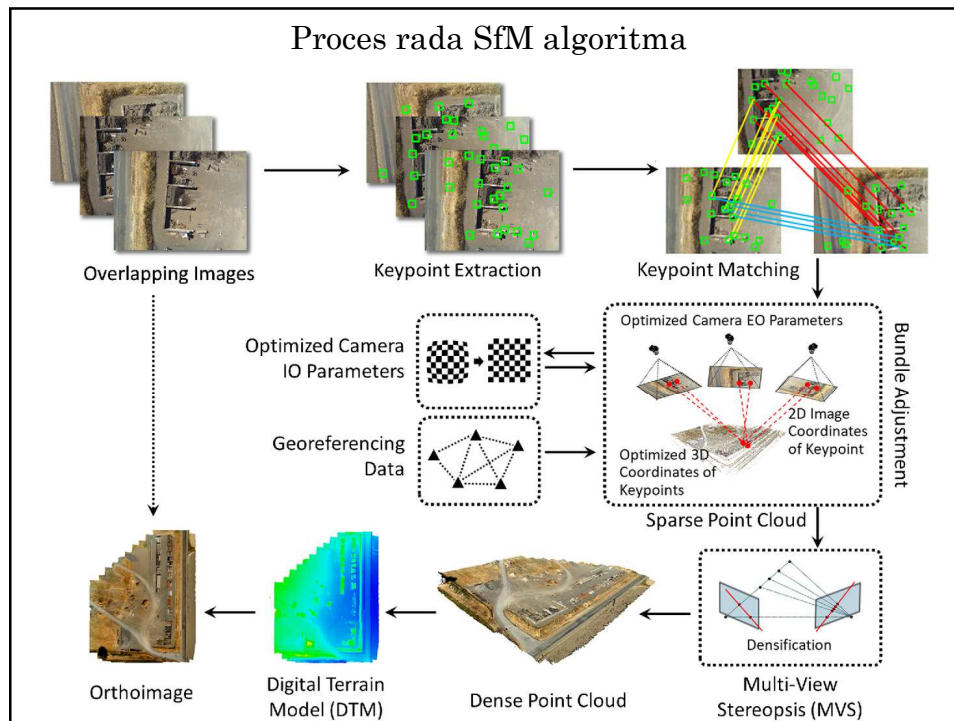 Proces rada SfM algoritma
Overlapping Images
Keypoint Extraction
Keypoint Matching
Optimized Camera
IO Parameters
Optimized Camera EO Parameters
2D Image
Coordinates
of Keypoint
Optimized 3D
Coordinates of
Keypoints
Bundle Adjustment
Georeferencing
Data
Sparse Point Cloud
Densification
Multi-View
Stereopsis (MVS)
Dense Point Cloud
Digital Terrain
Model (DTM)
Orthoimage